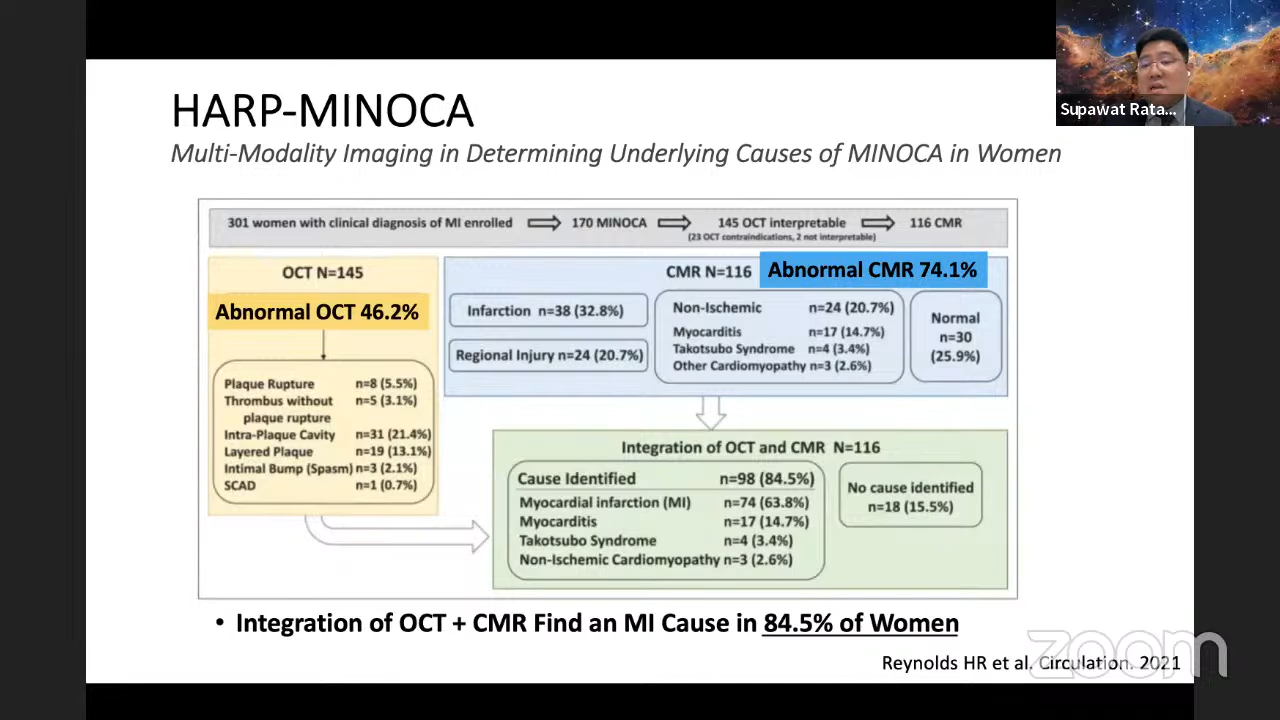 HARP-MINOCA
Multi-Modality Imaging in Determining Underlying Causes of MINOCA in Women
Supawat Rata...
301 women with clinical diagnosis of MI enrolled
170 MINOCA
145 OCT interpretable
(23 OCT contraindications, 2 not interpretable)
116 CMR
OCT N=145
Abnormal OCT 46.2%
Plaque Rupture n=8 (5.5%)
Thrombus without n=5 (3.1%)
plaque rupture
Intra-Plaque Cavity n=31 (21.4%)
Layered Plaque n=19 (13.1%)
Intimal Bump (Spasm) n=3 (2.1%)
SCAD n=1 (0.7%)
CMR N=116
Abnormal CMR 74.1%
Infarction n=38 (32.8%)
Regional Injury n=24 (20.7%)
Non-Ischemic n=24 (20.7%)
Myocarditis n=17 (14.7%)
Takotsubo Syndrome n=4 (3.4%)
Other Cardiomyopathy n=3 (2.6%)
Normal
n=30
(25.9%)
Integration of OCT and CMR N=116
Cause Identified n=98 (84.5%)
Myocardial infarction (MI) n=74 (63.8%)
Myocarditis n=17 (14.7%)
Takotsubo Syndrome n=4 (3.4%)
Non-Ischemic Cardiomyopathy n=3 (2.6%)
No cause identified
n=18 (15.5%)
• Integration of OCT + CMR Find an MI Cause in 84.5% of Women
Reynolds HR et al. Circulation. 2021
zoom